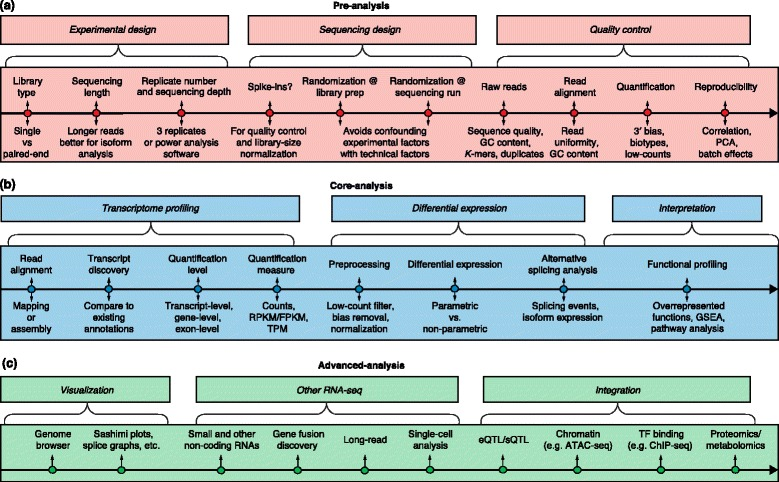 (a)
Pre-analysis
Experimental design
Sequencing design
Quality control
Library
type
Sequencing
length
Replicate number
and sequencing depth
Spike-Ins?
Randomization @
library prep
Randomization @
sequencing run
Raw reads
Read
alignment
Quantification
Reproducibility
Single
vs
paired-end
Longer reads
better for isoform
analysis
3 replicates
or power analysis
software
For quality control
and library-size
normalization
Avoids confounding
experimental factors
with technical factors
Sequence quality,
GC content,
K-mers, duplicates
Read
uniformity,
GC content
3′ bias,
biotypes,
low-counts
Correlation,
PCA,
batch effects
(b)
Core-analysis
Transcriptome profiling
Differential expression
Interpretation
Read
alignment
Transcript
discovery
Quantification
level
Quantification
measure
Preprocessing
Differential expression
Alternative
splicing analysis
Functional profiling
Mapping
or
assembly
Compare to
existing
annotations
Transcript-level,
gene-level,
exon-level
Counts,
RPKM/FPKM,
TPM
Low-count filter,
bias removal,
normalization
Parametric
vs.
non-parametric
Splicing events,
isoform expression
Overrepresented
functions, GSEA,
pathway analysis
(c)
Advanced-analysis
Visualization
Other RNA-seq
Integration
Genome
browser
Sashimi plots,
splice graphs, etc.
Small and other
non-coding RNAs
Gene fusion
discovery
Long-read
Single-cell
analysis
eQTL/sQTL
Chromatin
(e.g. ATAC-seq)
TF binding
(e.g. ChIP-seq)
Proteomics/
metabolomics